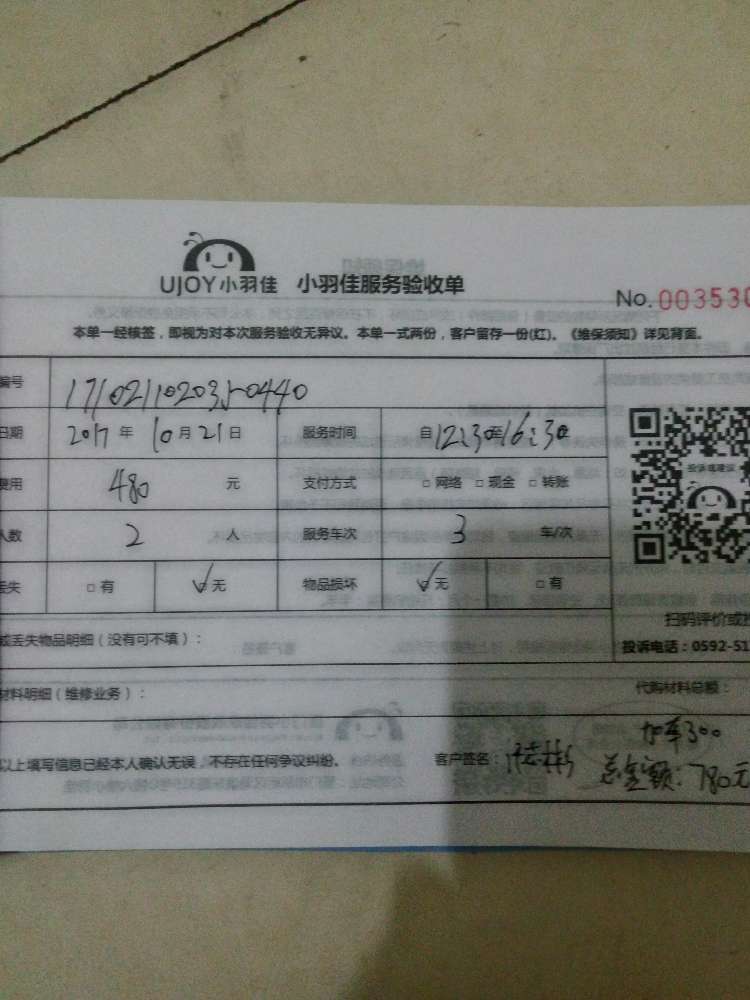 UJOY小羽佳 小羽佳服务验收单
No. 003530
本单一经核签，即视为对本次服务验收无异议。本单一式两份，客户留存一份(红)。《维保须知》详见背面。
编号 171021102035-0440
日期 2017 年 10 月 21 日 服务时间 自 12:30 至 16:30
费用 480 元 支付方式 □ 网络 □ 现金 □ 转账
人数 2 人 服务车次 3 车/次
丢失 □ 有 ☑ 无 物品损坏 ☑ 无 □ 有
投诉或建议
扫码评价或投
投诉电话：0592-51
或丢失物品明细（没有可不填）：
材料明细（维修业务）：
代购材料总额：
加车300
以上填写信息已经本人确认无误，不存在任何争议纠纷。 客户签名：
总金额：780元